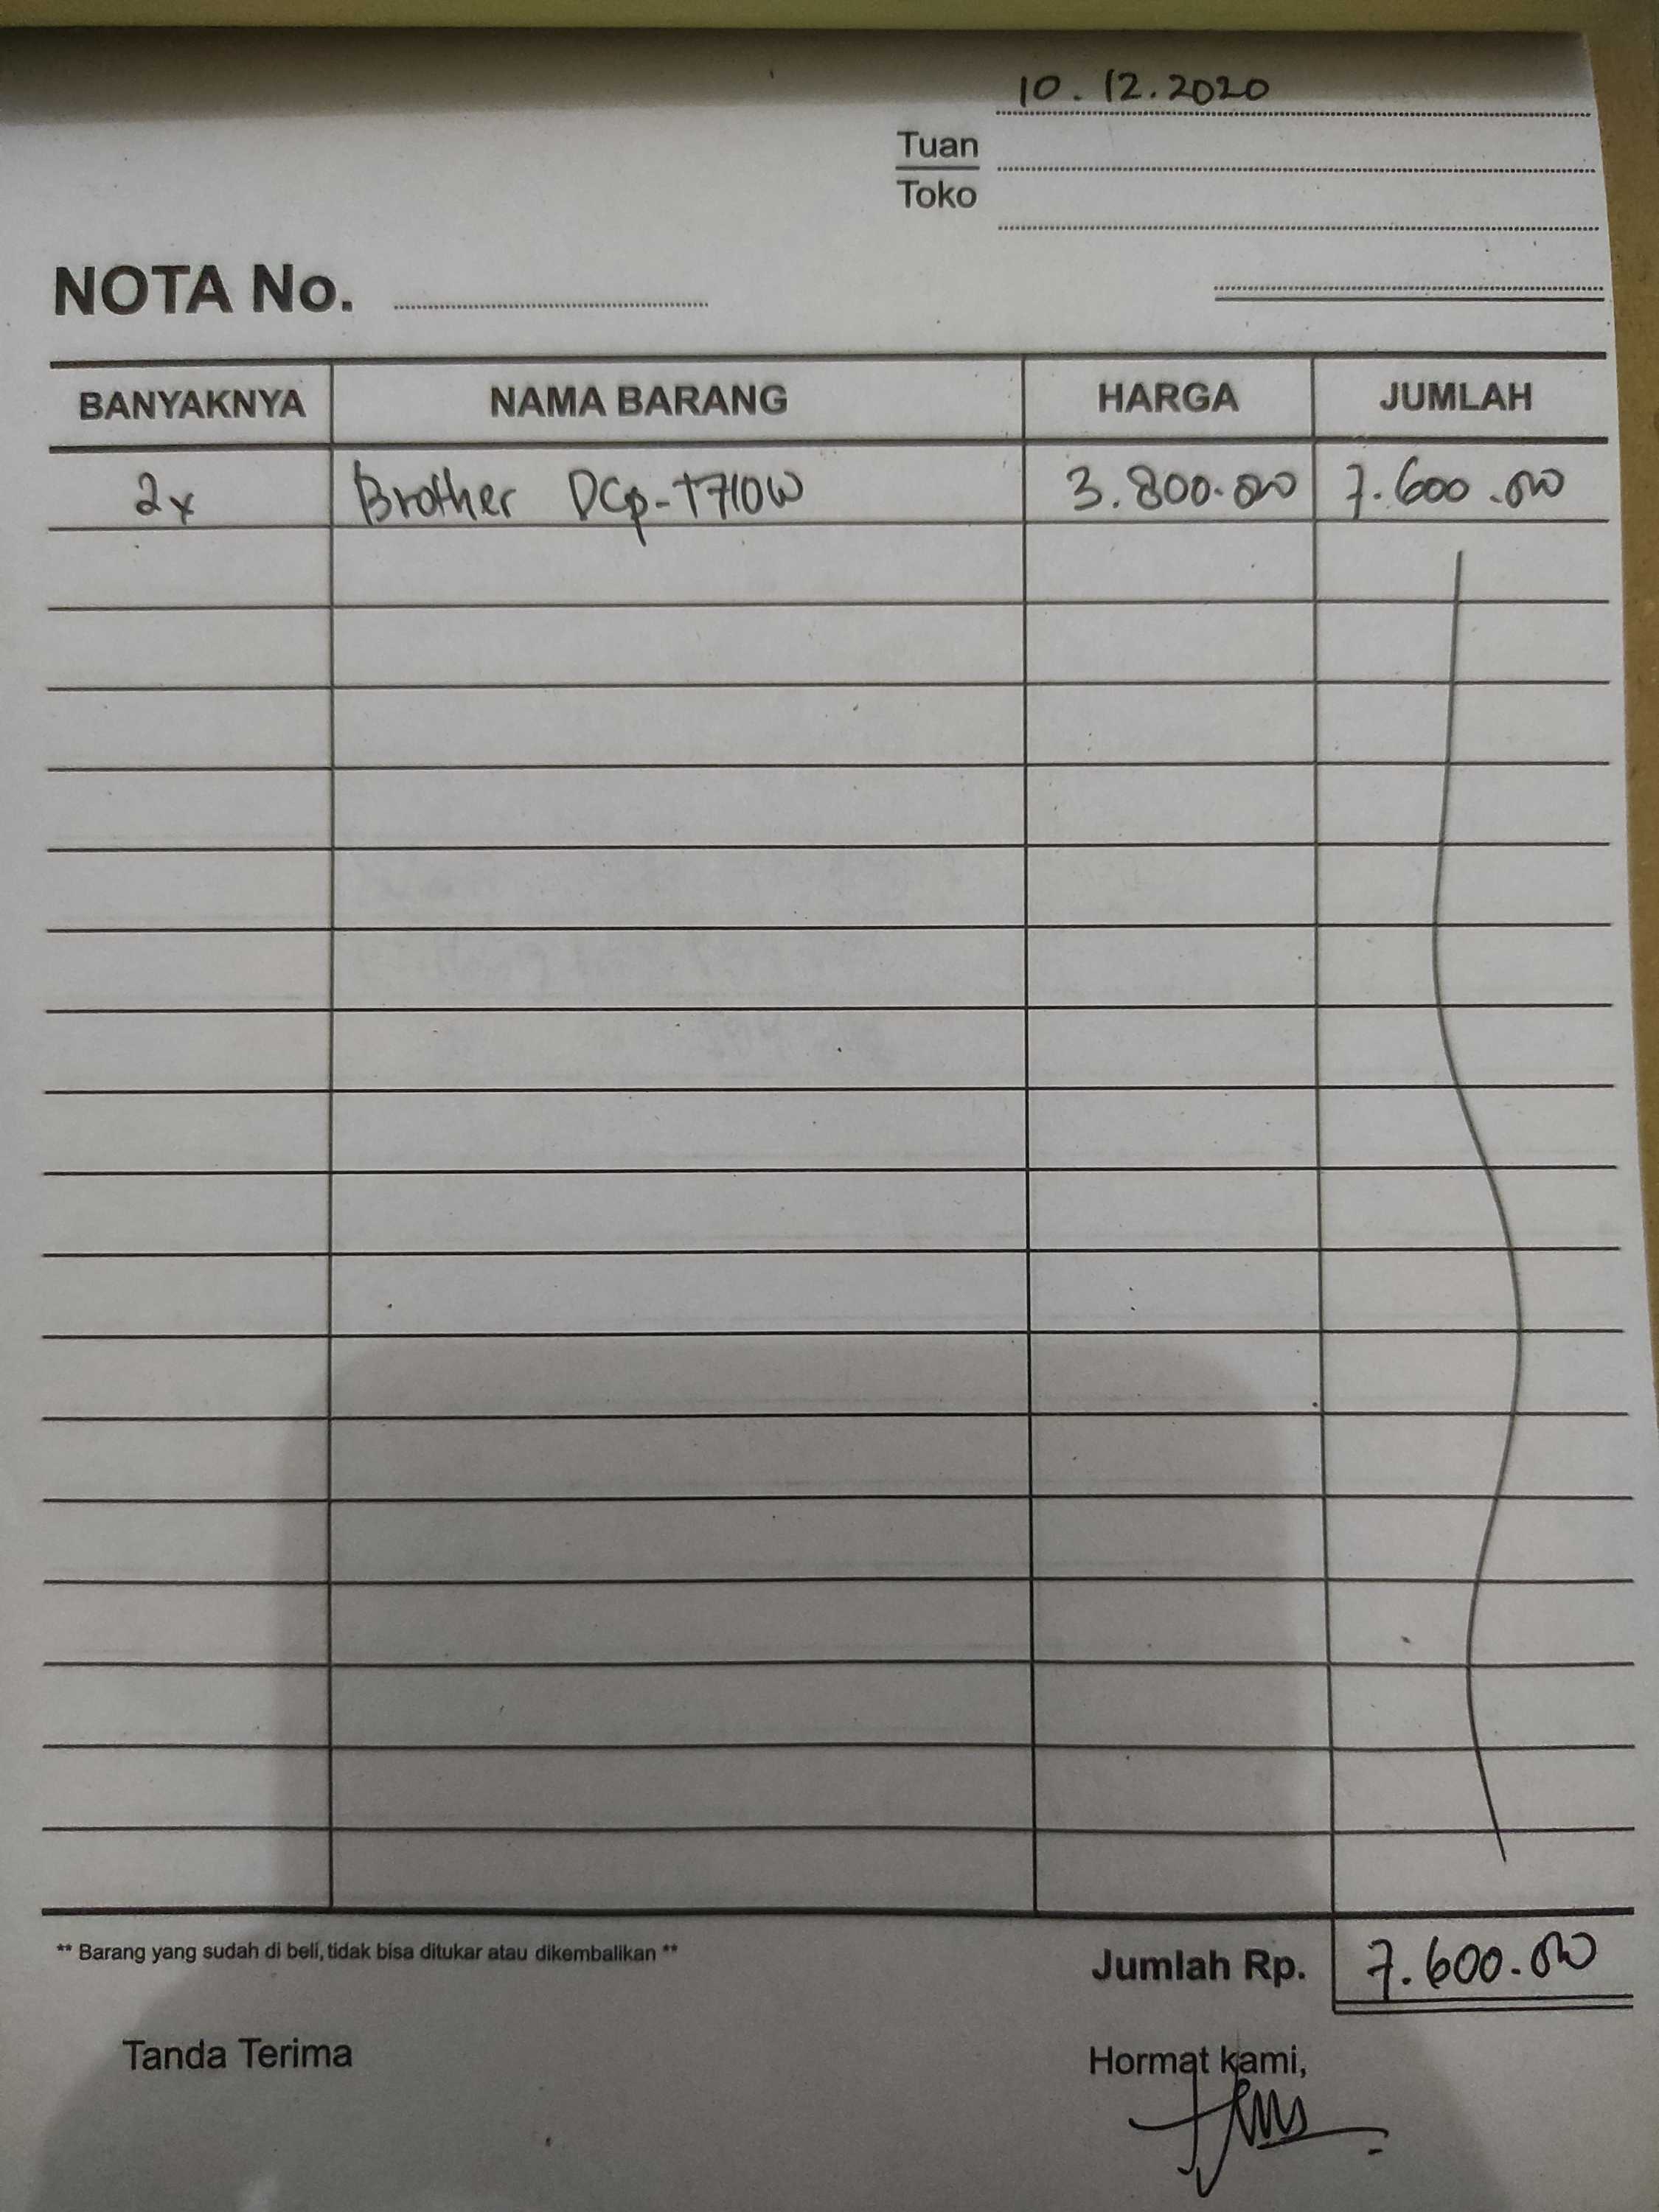 10.12.2020
Tuan
Toko
NOTA No.
BANYAKNYA NAMA BARANG HARGA JUMLAH
2x Brother DCp-T710W 3.800.000 7.600.000
** Barang yang sudah di beli, tidak bisa ditukar atau dikembalikan **
Jumlah Rp. 7.600.000
Tanda Terima Hormat kami,